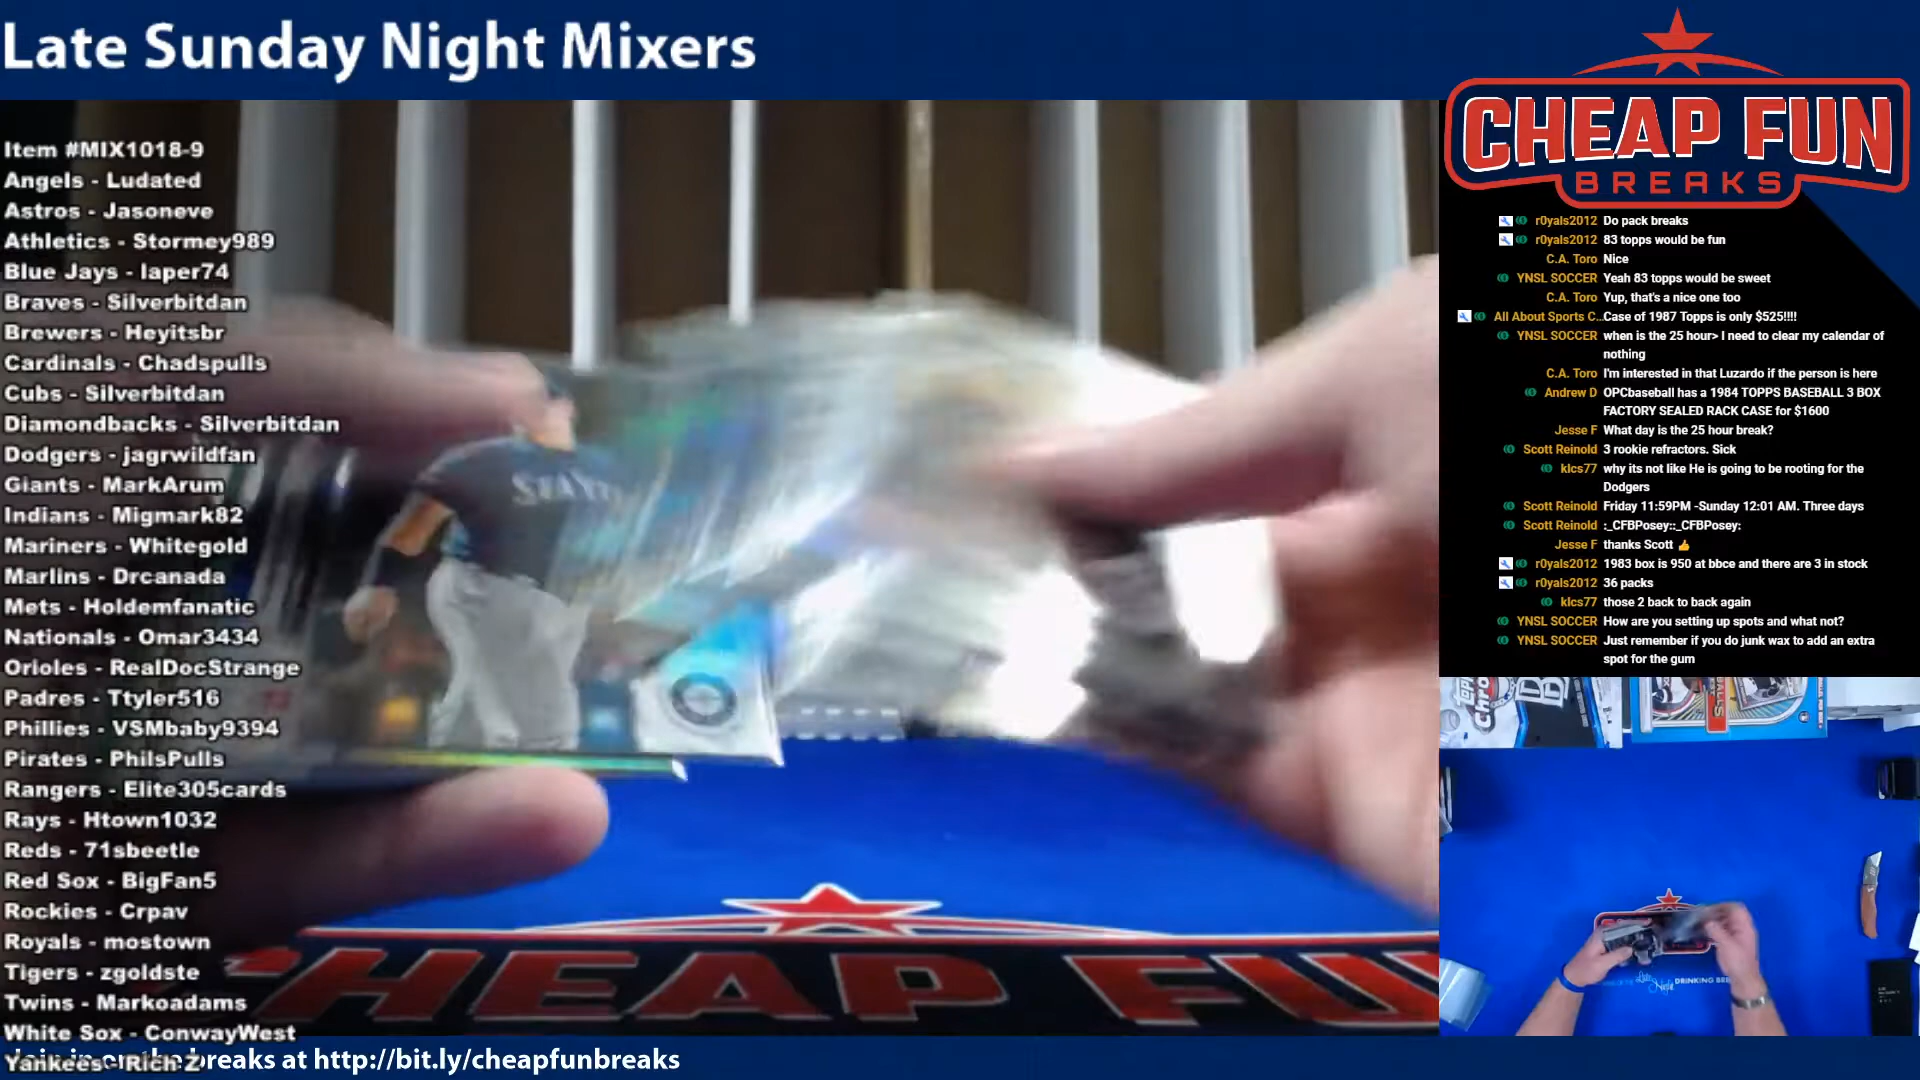 Late Sunday Night Mixers
CHEAP FUN
BREAKS
Item #MIX1018-9
Angels - Ludated
Astros - Jasoneve
Athletics - Stormey989
Blue Jays - laper74
Braves - Silverbitdan
Brewers - Heyitsbr
Cardinals - Chadspulls
Cubs - Silverbitdan
Diamondbacks - Silverbitdan
Dodgers - jagrwildfan
Giants - MarkArum
Indians - Migmark82
Mariners - Whitegold
Marlins - Drcanada
Mets - Holdemfanatic
Nationals - Omar3434
Orioles - RealDocStrange
Padres - Ttyler516
Phillies - VSMbaby9394
Pirates - PhilsPulls
Rangers - Elite305cards
Rays - Htown1032
Reds - 71sbeetle
Red Sox - BigFan5
Rockies - Crpav
Royals - mostown
Tigers - zgoldste
Twins - Markoadams
White Sox - ConwayWest
Yankees - Rich Z
breaks at http://bit.ly/cheapfunbreaks
HEAP FU
r0yals2012 Do pack breaks
r0yals2012 83 topps would be fun
C.A. Toro Nice
YNSL SOCCER Yeah 83 topps would be sweet
C.A. Toro Yup, that's a nice one too
All About Sports C... Case of 1987 Topps is only $525!!!!
YNSL SOCCER when is the 25 hour> I need to clear my calendar of
nothing
C.A. Toro I'm interested in that Luzardo if the person is here
Andrew D OPCbaseball has a 1984 TOPPS BASEBALL 3 BOX
FACTORY SEALED RACK CASE for $1600
Jesse F What day is the 25 hour break?
Scott Reinold 3 rookie refractors. Sick
klcs77 why its not like He is going to be rooting for the
Dodgers
Scott Reinold Friday 11:59PM -Sunday 12:01 AM. Three days
Scott Reinold :_CFBPosey::_CFBPosey:
Jesse F thanks Scott 👍
r0yals2012 1983 box is 950 at bbce and there are 3 in stock
r0yals2012 36 packs
klcs77 those 2 back to back again
YNSL SOCCER How are you setting up spots and what not?
YNSL SOCCER Just remember if you do junk wax to add an extra
spot for the gum
Late
Night DRINKING